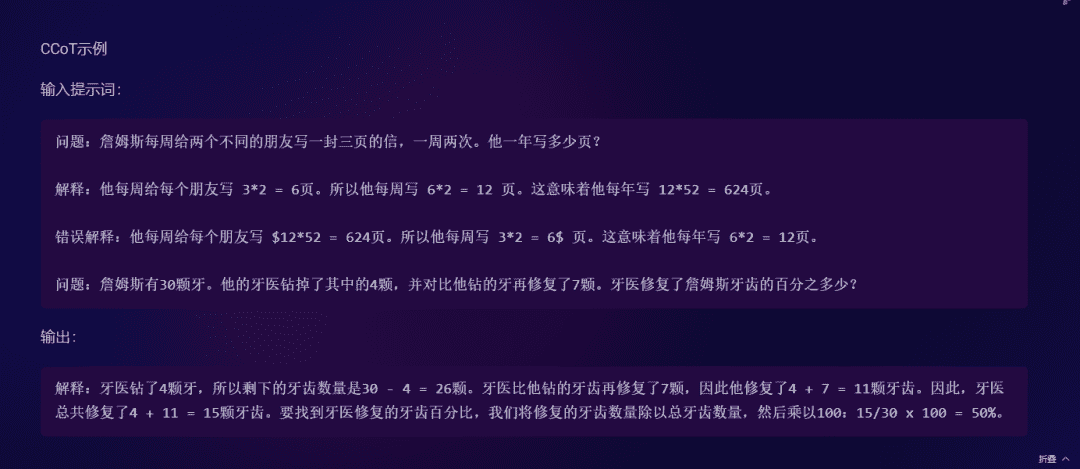 CCoT示例
输入提示词：
问题：詹姆斯每周给两个不同的朋友写一封三页的信，一周两次。他一年写多少页？
解释：他每周给每个朋友写 3*2 = 6页。所以他每周写 6*2 = 12 页。这意味着他每年写 12*52 = 624页。
错误解释：他每周给每个朋友写 $12*52 = 624页。所以他每周写 3*2 = 6$ 页。这意味着他每年写 6*2 = 12页。
问题：詹姆斯有30颗牙。他的牙医钻掉了其中的4颗，并对比他钻的牙再修复了7颗。牙医修复了詹姆斯牙齿的百分之多少？
输出：
解释：牙医钻了4颗牙，所以剩下的牙齿数量是30 - 4 = 26颗。牙医比他钻的牙齿再修复了7颗，因此他修复了4 + 7 = 11颗牙齿。因此，牙医
总共修复了4 + 11 = 15颗牙齿。要找到牙医修复的牙齿百分比，我们将修复的牙齿数量除以总牙齿数量，然后乘以100：15/30 x 100 = 50%。
折叠